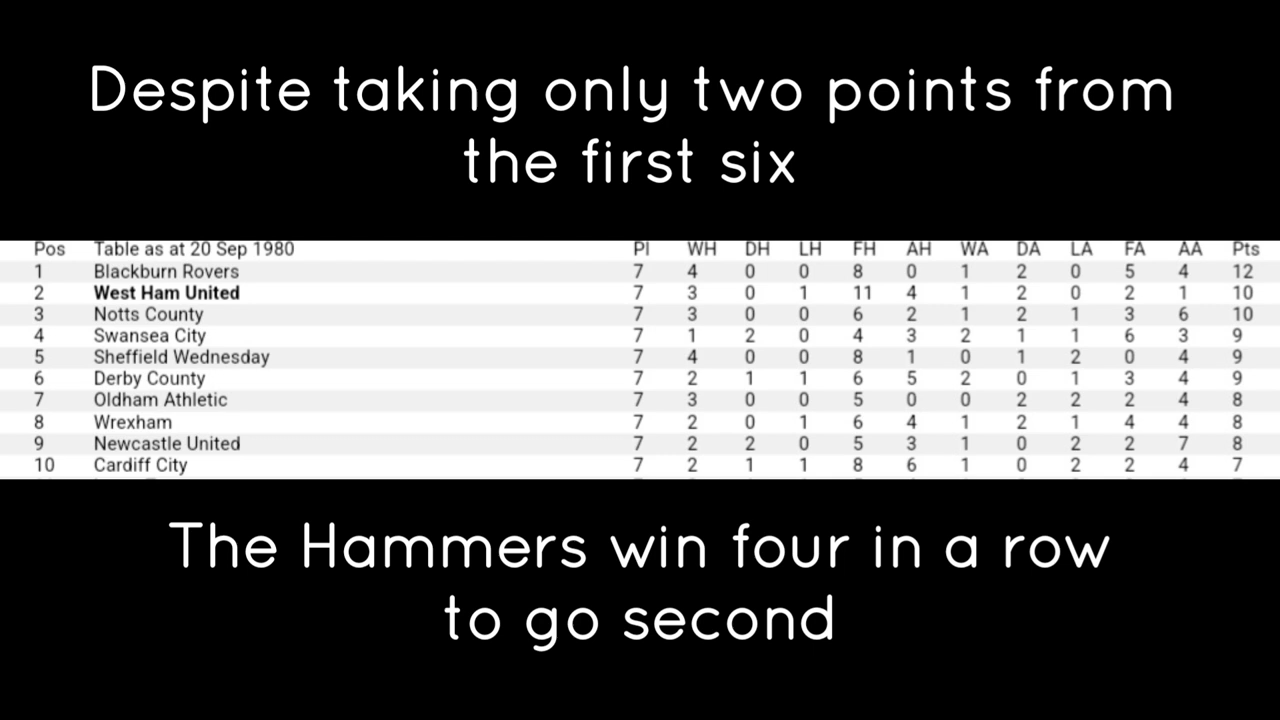 Despite taking only two points from
the first six
Pos Table as at 20 Sep 1980 Pl WH DH LH FH AH WA DA LA FA AA Pts
1 Blackburn Rovers 7 4 0 0 8 0 1 2 0 5 4 12
2 West Ham United 7 3 0 1 11 4 1 2 0 2 1 10
3 Notts County 7 3 0 0 6 2 1 2 1 3 6 10
4 Swansea City 7 1 2 0 4 3 2 1 1 6 3 9
5 Sheffield Wednesday 7 4 0 0 8 1 0 1 2 0 4 9
6 Derby County 7 2 1 1 6 5 2 0 1 3 4 9
7 Oldham Athletic 7 3 0 0 5 0 0 2 2 2 4 8
8 Wrexham 7 2 0 1 6 4 1 2 1 4 4 8
9 Newcastle United 7 2 2 0 5 3 1 0 2 2 7 8
10 Cardiff City 7 2 1 1 8 6 1 0 2 2 4 7
The Hammers win four in a row
to go second